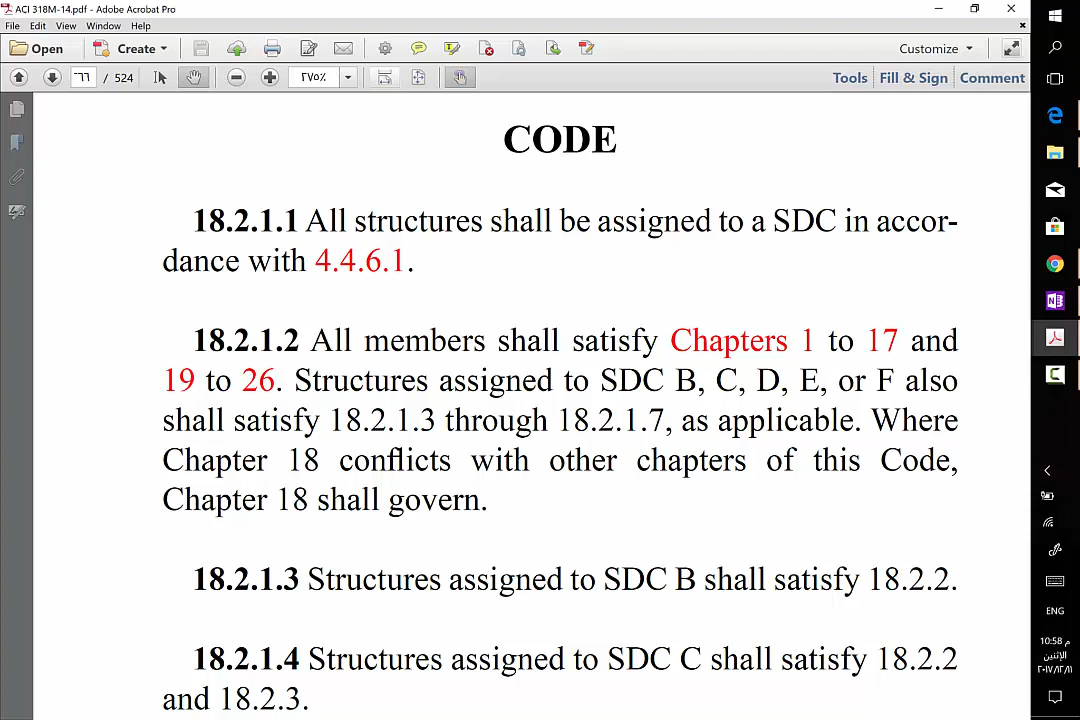 ACI 318M-14.pdf - Adobe Acrobat Pro
File Edit View Window Help
Open Create Customize
٦٦ / 524 ٢٧٥% Tools Fill & Sign Comment
CODE
18.2.1.1 All structures shall be assigned to a SDC in accor-
dance with 4.4.6.1.
18.2.1.2 All members shall satisfy Chapters 1 to 17 and
19 to 26. Structures assigned to SDC B, C, D, E, or F also
shall satisfy 18.2.1.3 through 18.2.1.7, as applicable. Where
Chapter 18 conflicts with other chapters of this Code,
Chapter 18 shall govern.
18.2.1.3 Structures assigned to SDC B shall satisfy 18.2.2.
18.2.1.4 Structures assigned to SDC C shall satisfy 18.2.2
and 18.2.3.
ENG
10:58 م
الإثنين